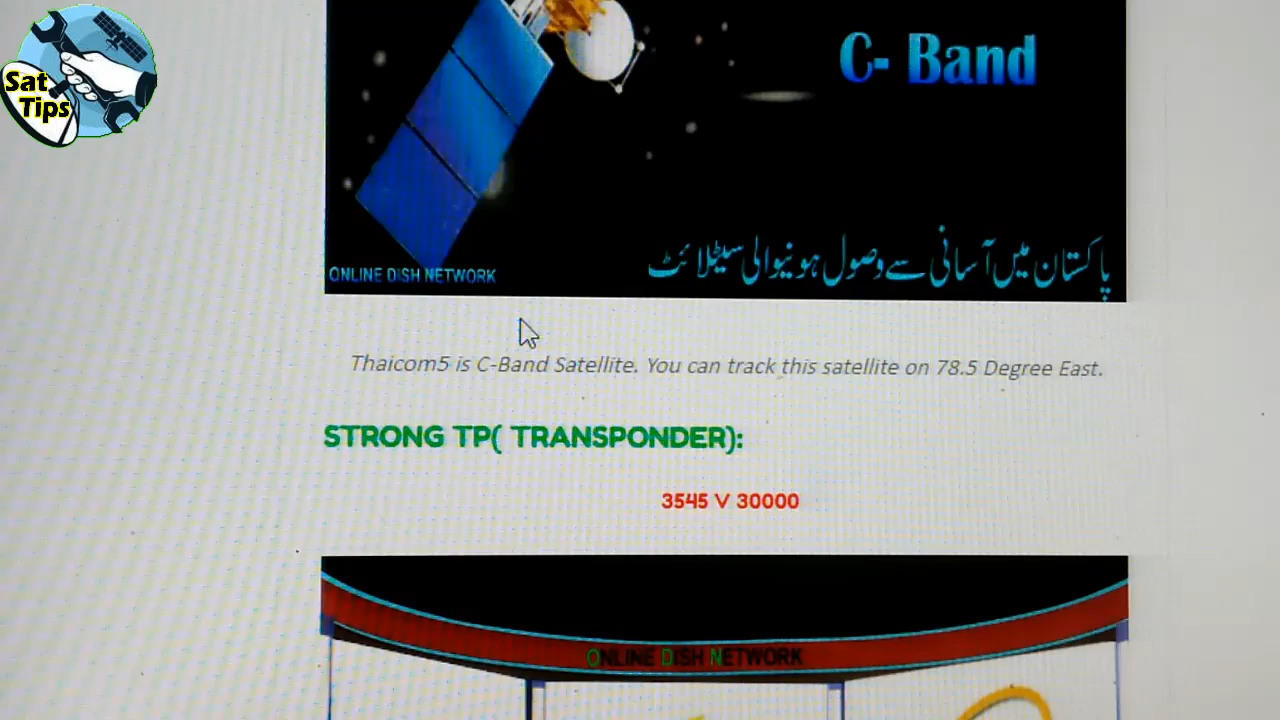 Sat
Tips
C- Band
پاکستان میں آسانی سے وصول ہونیوالی سیٹلائٹ
ONLINE DISH NETWORK
Thaicom5 is C-Band Satellite. You can track this satellite on 78.5 Degree East.
STRONG TP( TRANSPONDER):
3545 V 30000
ONLINE DISH NETWORK